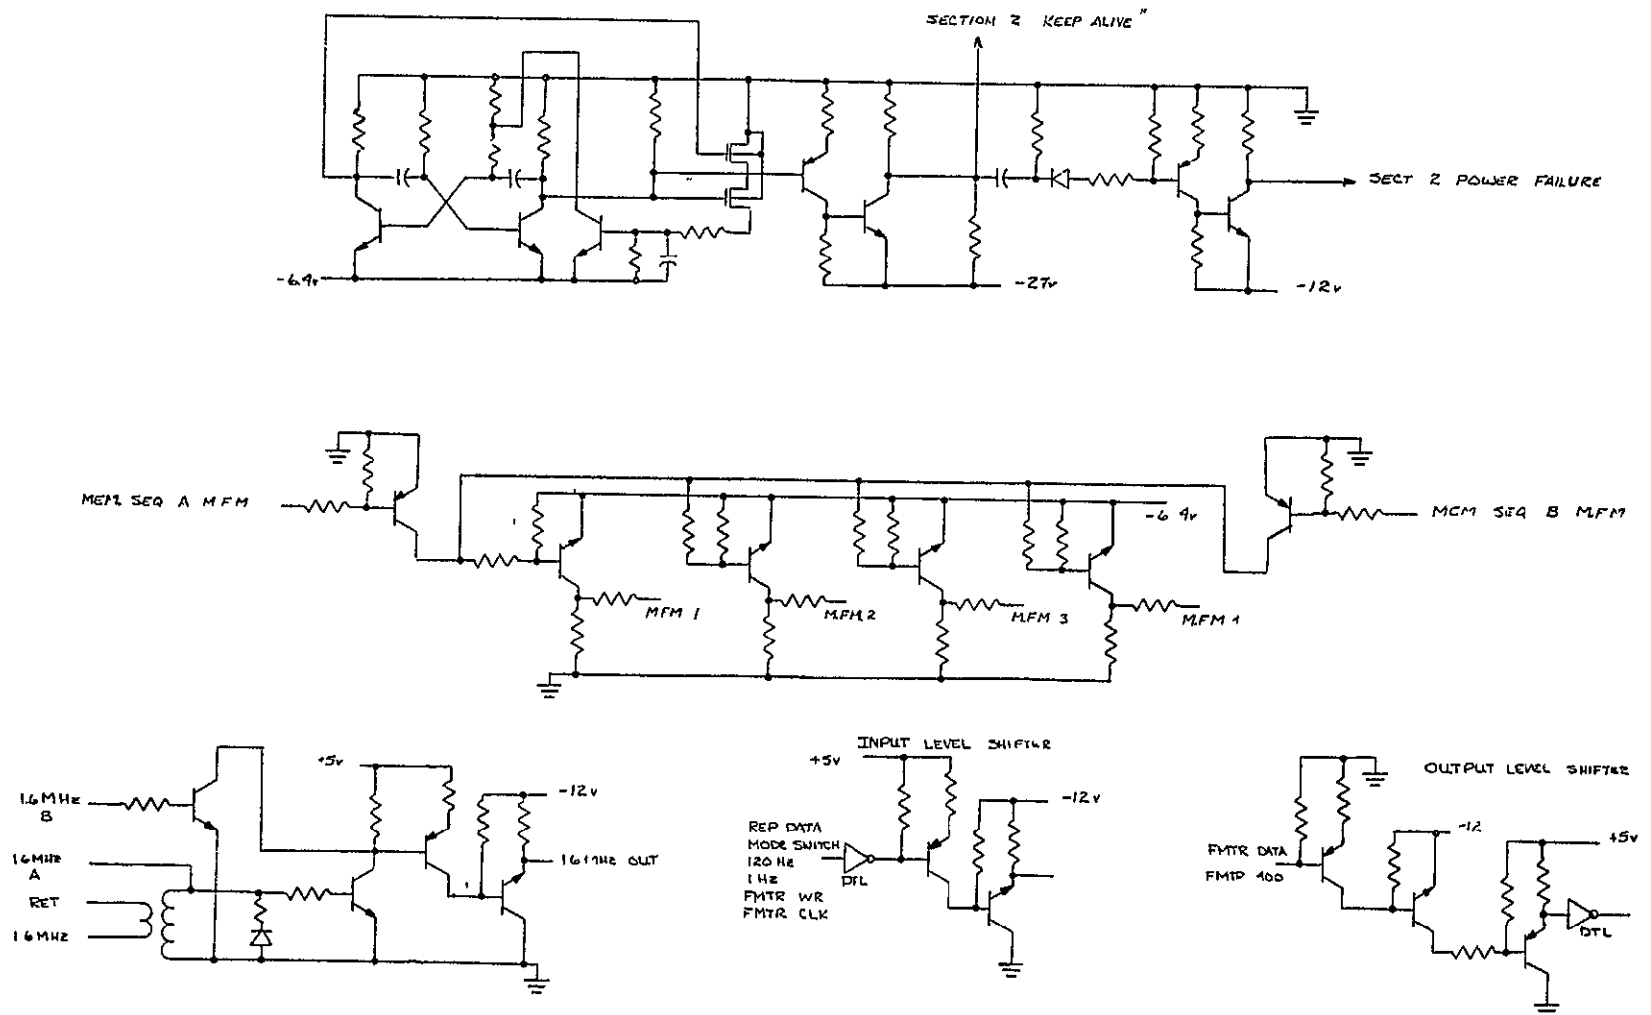 SECTION 2 KEEP ALIVE"
SECT 2 POWER FAILURE
-6.4v
-27v
-12v
MEM SEQ A MFM
-6.4v
MEM SEQ B MFM
MFM 1
MFM 2
MFM 3
MFM 4
INPUT LEVEL SHIFTER
+5v
+5v
OUTPUT LEVEL SHIFTER
1.6MHz
B
-12v
-12v
-12
+5v
REP DATA
MODE SWITCH
120 Hz
1 Hz
FMTR WR
FMTR CLK
DTL
FMTR DATA
FMTR 400
1.6MHz
A
1.6MHz OUT
RET
1.6MHz
DTL